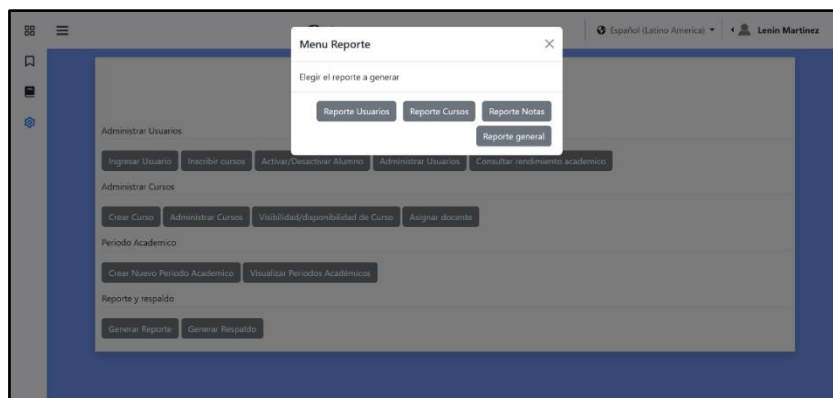 Español (Latino America)
Lenin Martinez
Menu Reporte
Elegir el reporte a generar
Reporte Usuarios
Reporte Cursos
Reporte Notas
Reporte general
Administrar Usuarios
Ingresar Usuario
Inscribir cursos
Activar/Desactivar Alumno
Administrar Usuarios
Consultar rendimiento academico
Administrar Cursos
Crear Curso
Administrar Cursos
Visibilidad/disponibilidad de Curso
Asignar docente
Periodo Academico
Crear Nuevo Periodo Academico
Visualizar Periodos Académicos
Reporte y respaldo
Generar Reporte
Generar Respaldo